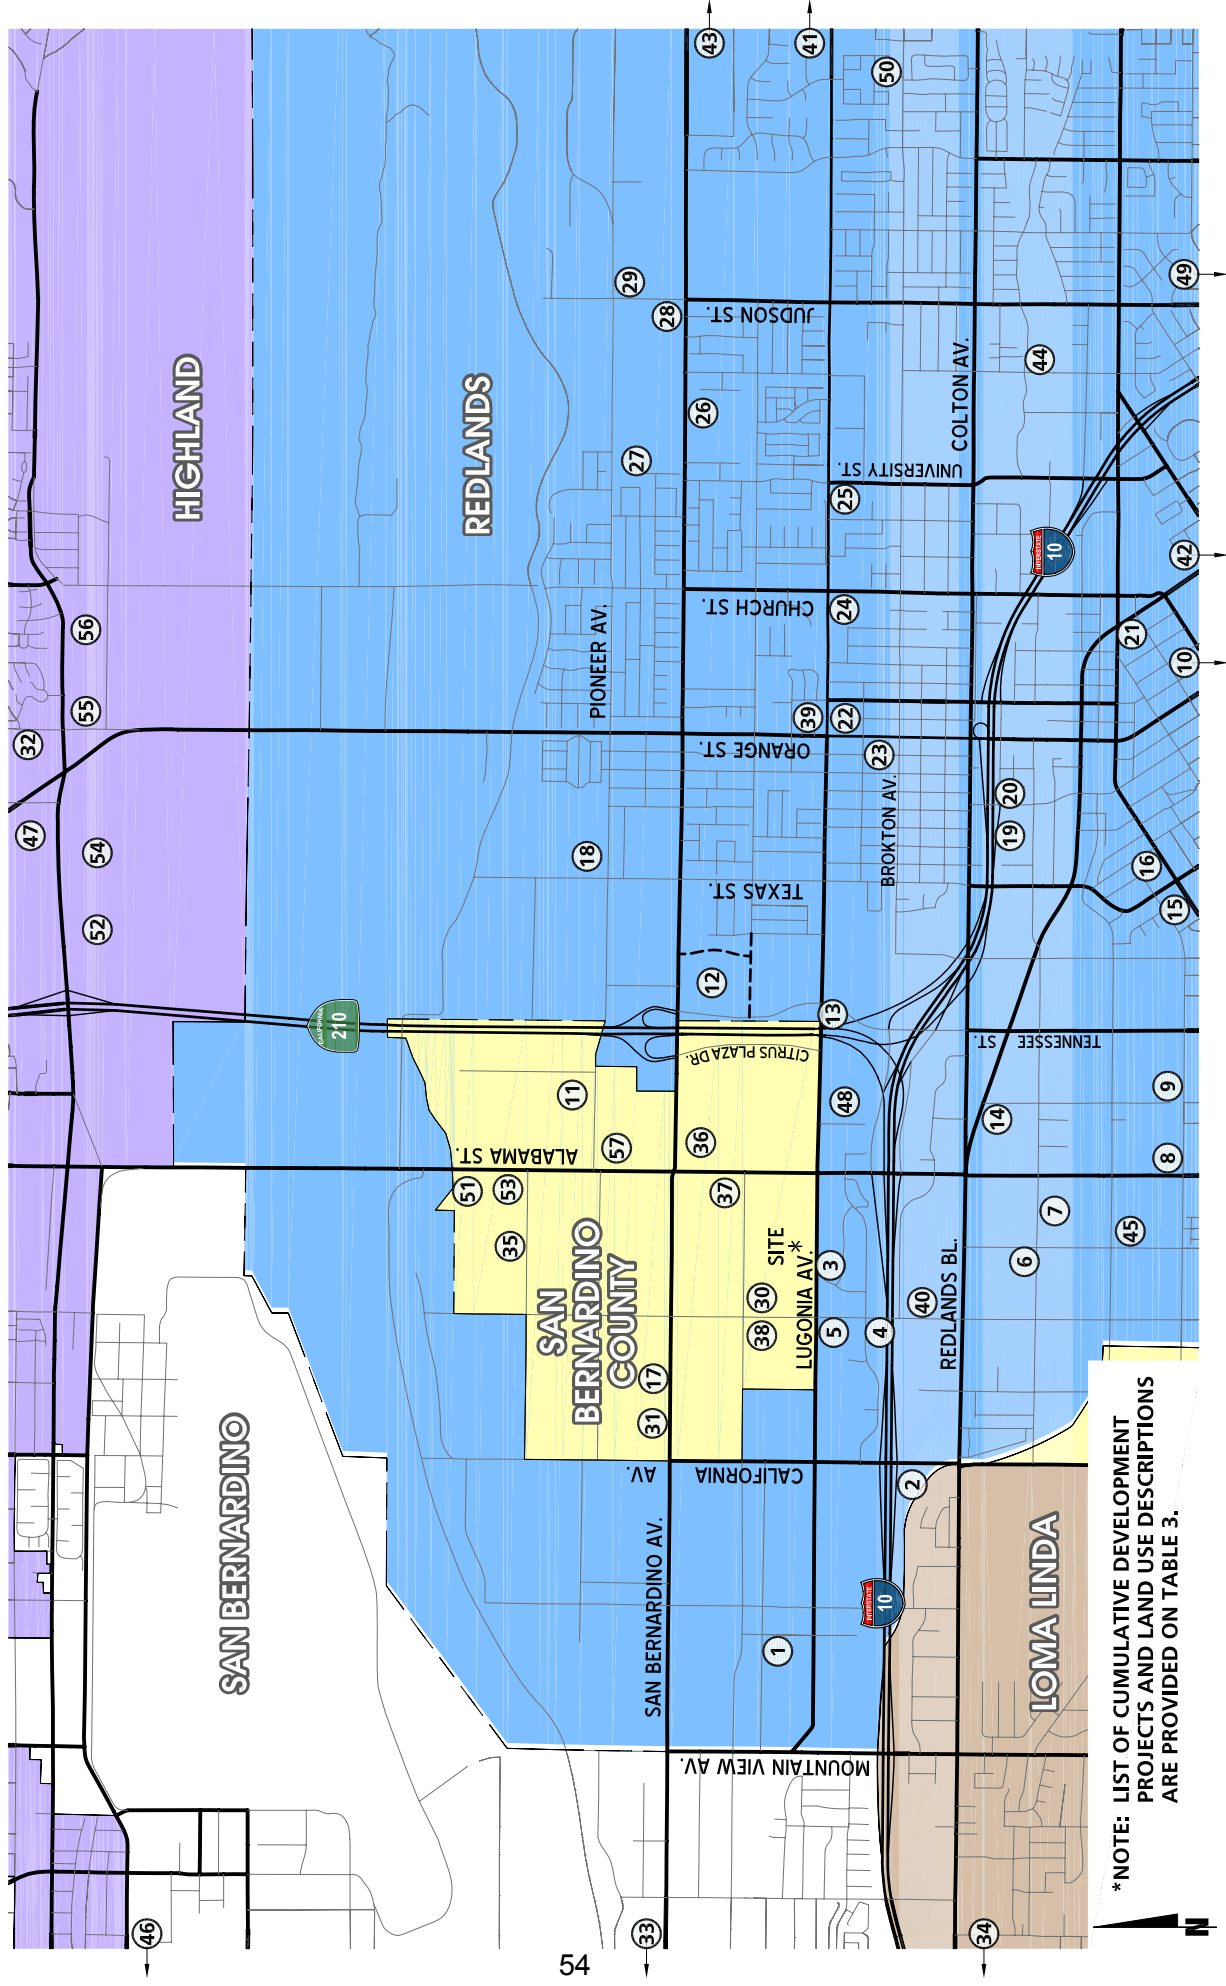 HIGHLAND
REDLANDS
SAN BERNARDINO
SAN
BERNARDINO
COUNTY
LOMA LINDA
CALIFORNIA
210
INTERSTATE
10
INTERSTATE
10
PIONEER AV.
SAN BERNARDINO AV.
LUGONIA AV.
BROKTON AV.
COLTON AV.
REDLANDS BL.
MOUNTAIN VIEW AV.
CALIFORNIA
AV.
ALABAMA ST.
CITRUS PLAZA DR.
TENNESSEE ST.
TEXAS ST.
ORANGE ST.
CHURCH ST.
UNIVERSITY ST.
JUDSON ST.
SITE
*
46
33
34
47
32
52
54
55
56
18
27
29
28
26
43
41
50
12
13
39
22
23
24
25
44
49
42
10
21
20
19
16
15
11
57
36
51
53
35
37
30
38
17
31
48
3
5
4
40
2
1
14
9
8
7
6
45
*NOTE: LIST OF CUMULATIVE DEVELOPMENT
PROJECTS AND LAND USE DESCRIPTIONS
ARE PROVIDED ON TABLE 3.
N
54